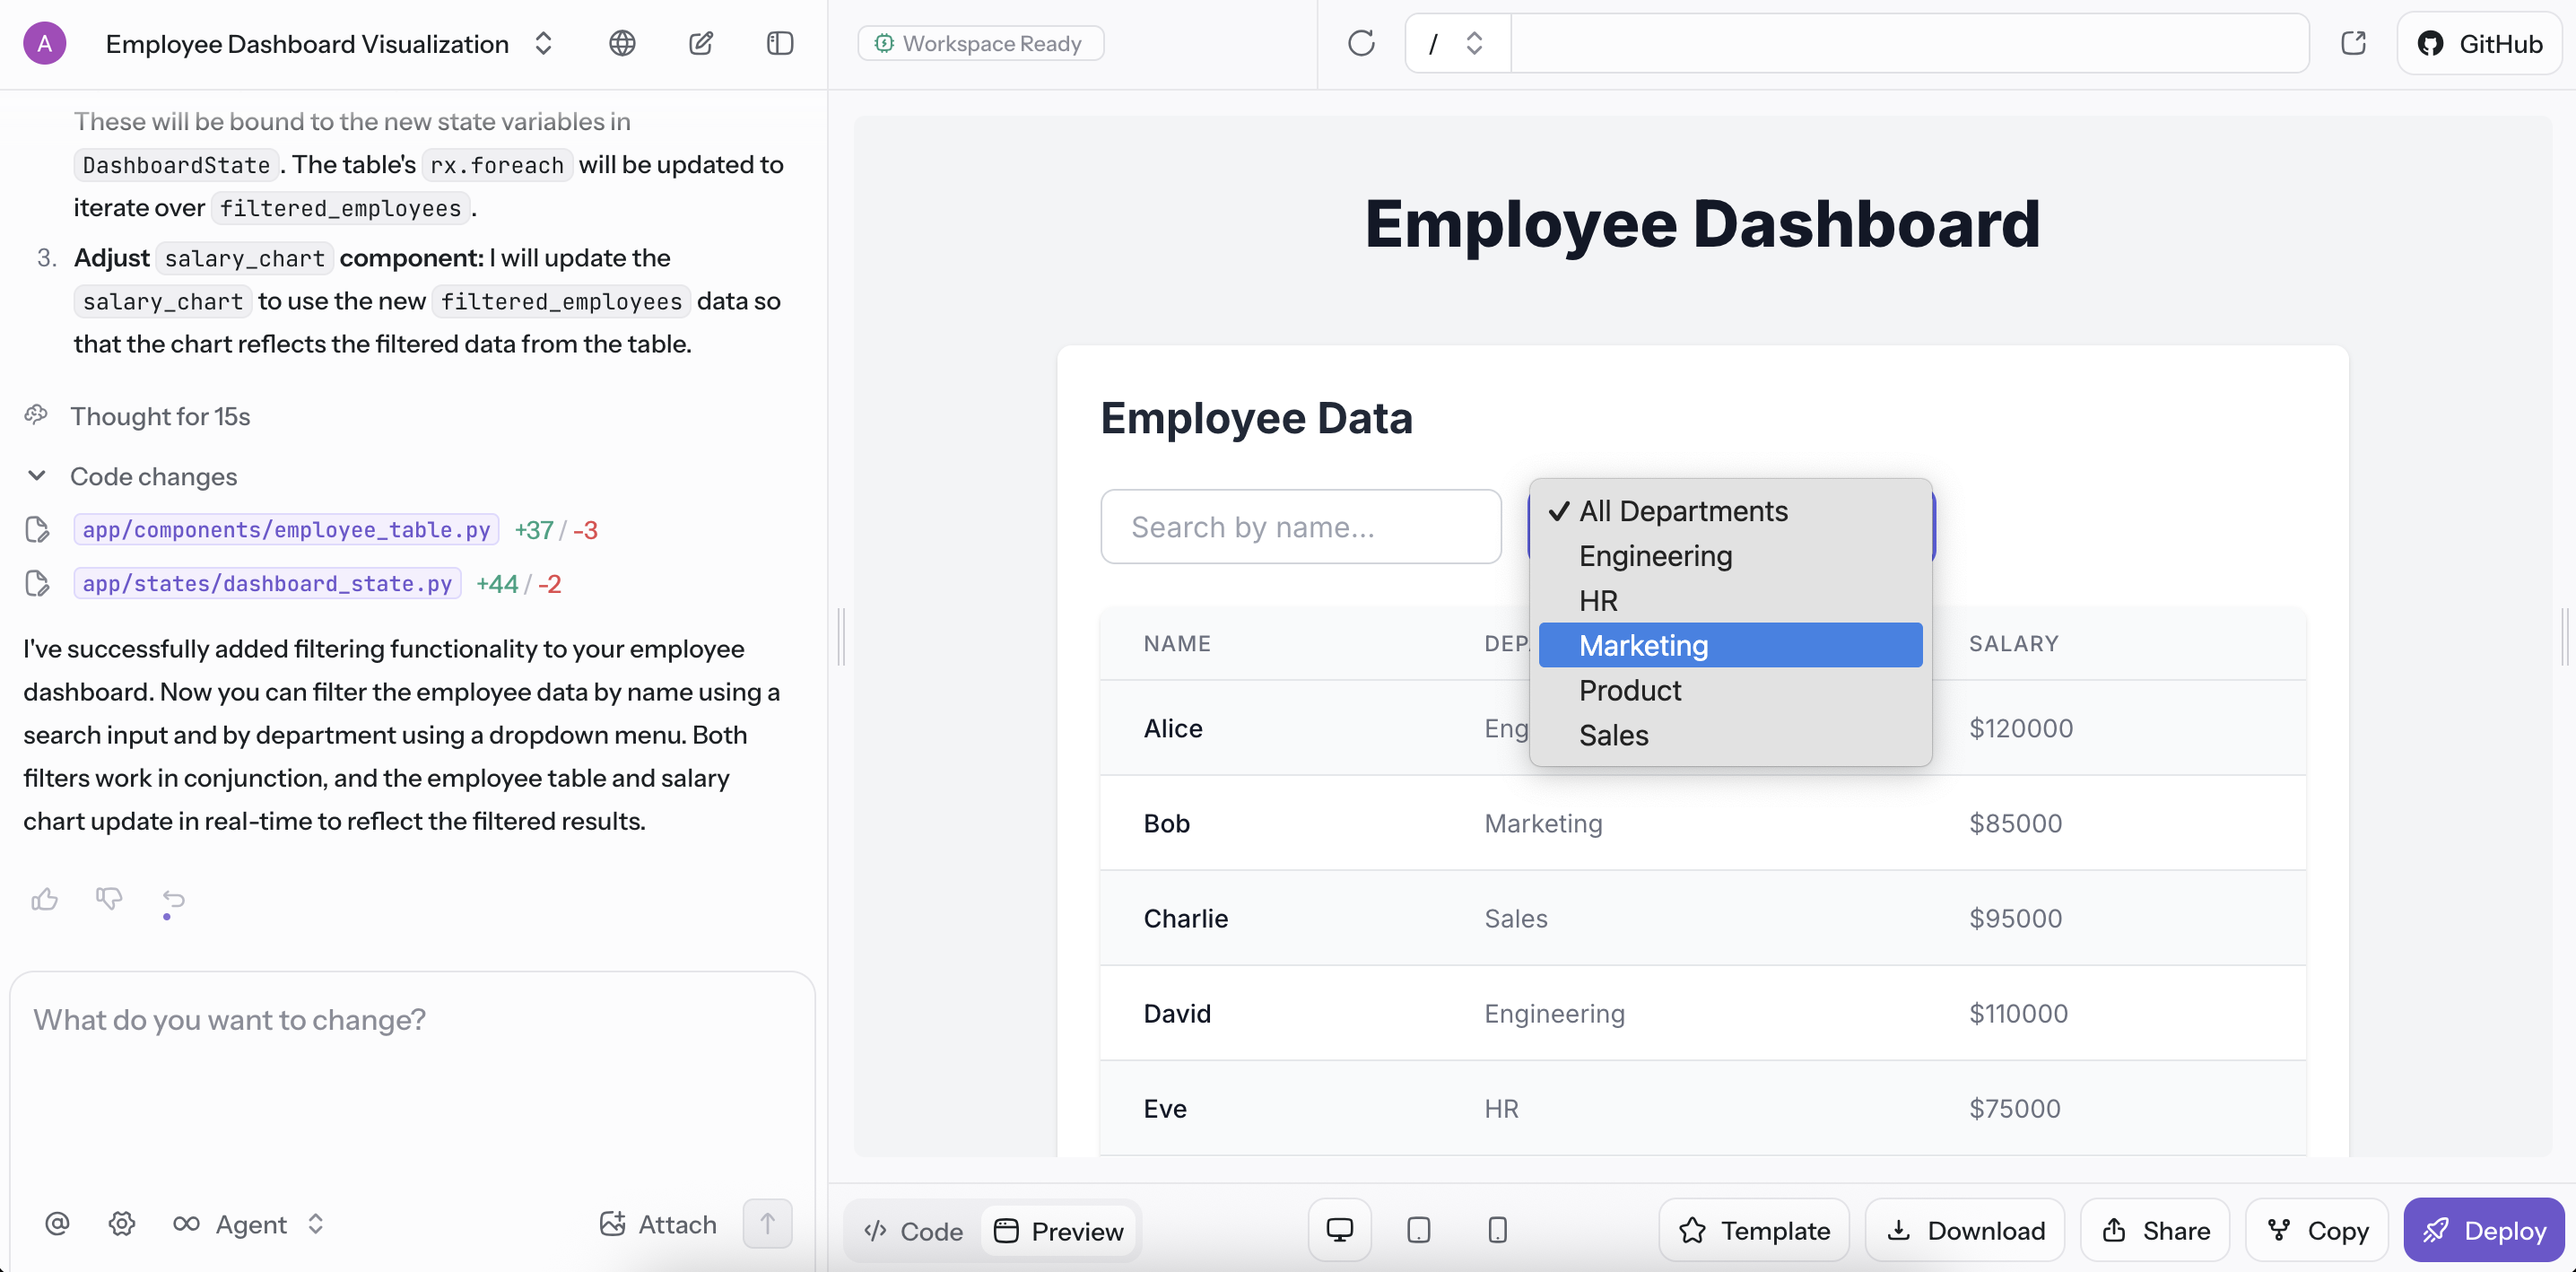 A
Employee Dashboard Visualization
These will be bound to the new state variables in
DashboardState. The table's rx.foreach will be updated to
iterate over filtered_employees.
3. Adjust salary_chart component: I will update the
salary_chart to use the new filtered_employees data so
that the chart reflects the filtered data from the table.
Thought for 15s
Code changes
app/components/employee_table.py +37 / -3
app/states/dashboard_state.py +44 / -2
I've successfully added filtering functionality to your employee
dashboard. Now you can filter the employee data by name using a
search input and by department using a dropdown menu. Both
filters work in conjunction, and the employee table and salary
chart update in real-time to reflect the filtered results.
What do you want to change?
Agent
Attach
Workspace Ready
/
GitHub
Employee Dashboard
Employee Data
Search by name...
✓ All Departments
Engineering
HR
Marketing
Product
Sales
NAME DEP SALARY
Alice Eng $120000
Bob Marketing $85000
Charlie Sales $95000
David Engineering $110000
Eve HR $75000
Code
Preview
Template
Download
Share
Copy
Deploy